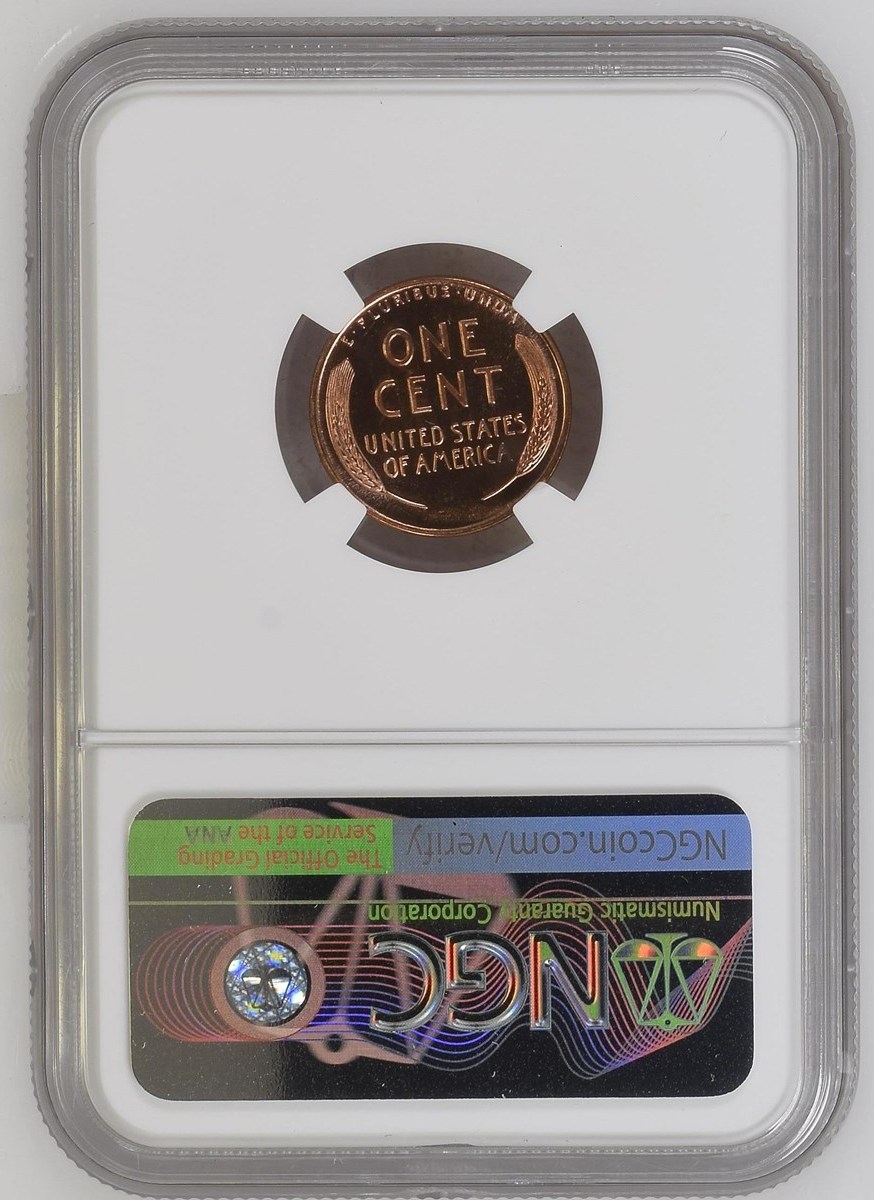 E·PLURIBUS·UNUM
ONE
CENT
UNITED STATES
OF AMERICA
NGCcoin.com/verify
The Official Grading
Service of the ANA
Numismatic Guaranty Corporation
NGC